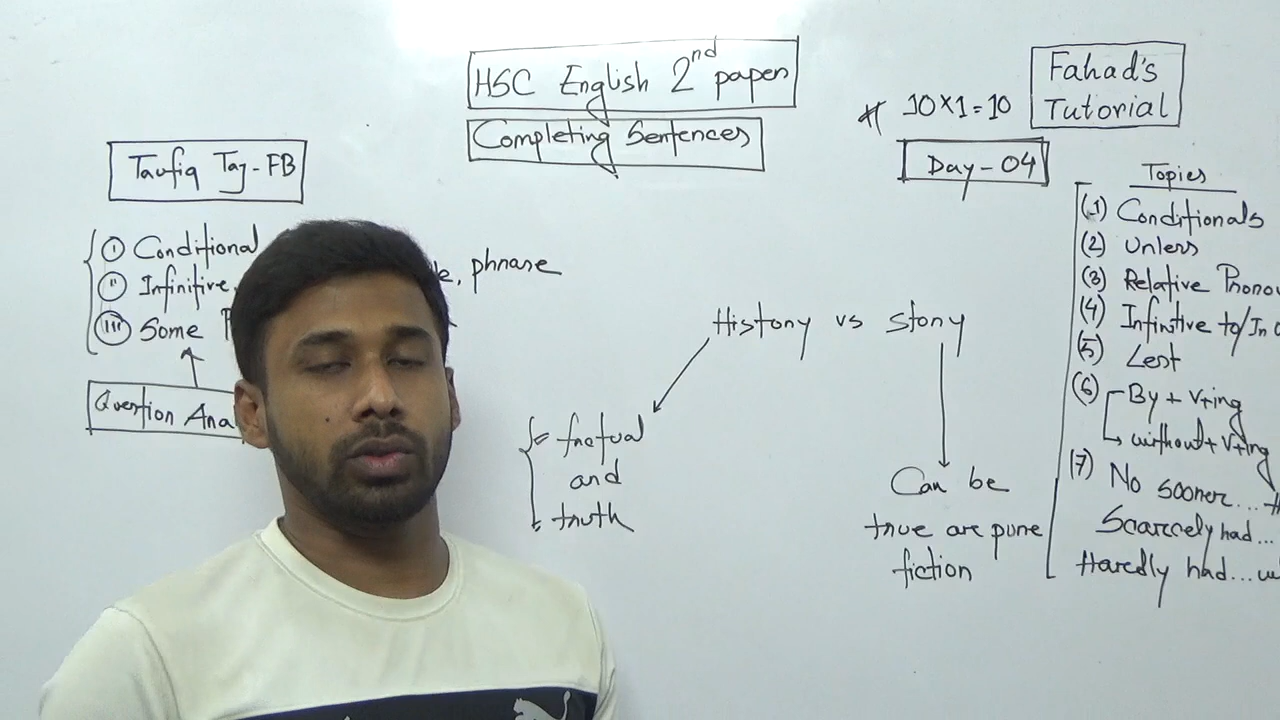 HSC English 2nd paper
Completing Sentences
* 10×1=10
Fahad's
Tutorial
Day-04
Taufiq Taj-FB
(i) Conditional
(ii) Infinitive, phrase
(iii) Some
Question Ana
History vs story
= factual
and
= truth
Can be
true are pure
fiction
Topics
(1) Conditionals
(2) Unless
(3) Relative Pronou
(4) Infinitive to/In
(5) Lest
(6) By + V+ing
without + V+ing
(7) No sooner...
Scarcely had...
Haredly had...